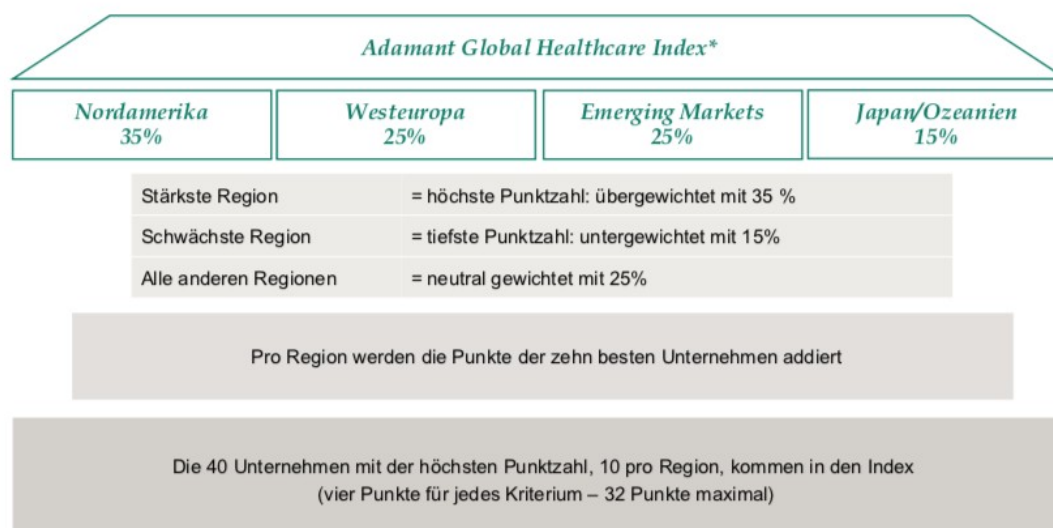 Adamant Global Healthcare Index*
Nordamerika
35%
Westeuropa
25%
Emerging Markets
25%
Japan/Ozeanien
15%
Stärkste Region = höchste Punktzahl: übergewichtet mit 35 %
Schwächste Region = tiefste Punktzahl: untergewichtet mit 15%
Alle anderen Regionen = neutral gewichtet mit 25%
Pro Region werden die Punkte der zehn besten Unternehmen addiert
Die 40 Unternehmen mit der höchsten Punktzahl, 10 pro Region, kommen in den Index
(vier Punkte für jedes Kriterium – 32 Punkte maximal)